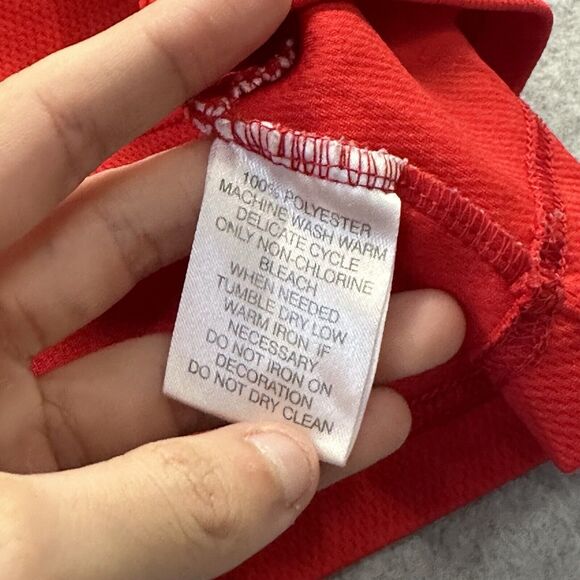 100% POLYESTER
MACHINE WASH WARM
DELICATE CYCLE
ONLY NON-CHLORINE
BLEACH
WHEN NEEDED
TUMBLE DRY LOW
WARM IRON IF
NECESSARY
DO NOT IRON ON
DECORATION
DO NOT DRY CLEAN